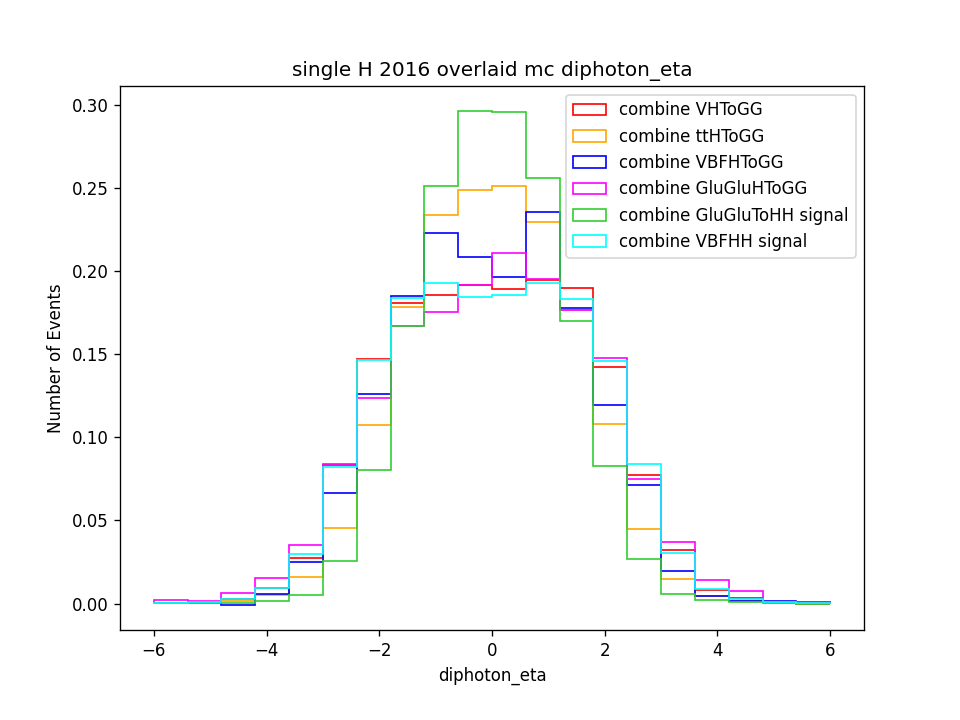 single H 2016 overlaid mc diphoton_eta
combine VHToGG
combine ttHToGG
combine VBFHToGG
combine GluGluHToGG
combine GluGluToHH signal
combine VBFHH signal
Number of Events
0.30
0.25
0.20
0.15
0.10
0.05
0.00
−6 −4 −2 0 2 4 6
diphoton_eta